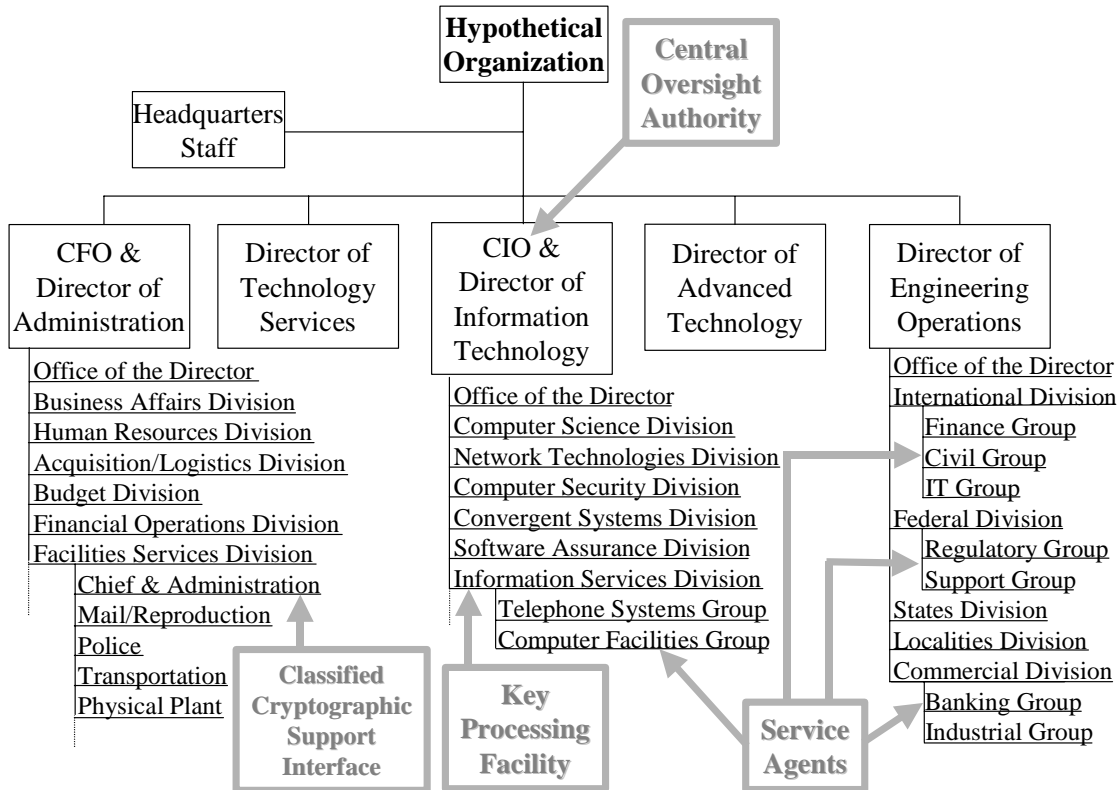 Hypothetical
Organization
Central
Oversight
Authority
Headquarters
Staff
CFO &
Director of
Administration
Director of
Technology
Services
CIO &
Director of
Information
Technology
Director of
Advanced
Technology
Director of
Engineering
Operations
Office of the Director
Business Affairs Division
Human Resources Division
Acquisition/Logistics Division
Budget Division
Financial Operations Division
Facilities Services Division
Chief & Administration
Mail/Reproduction
Police
Transportation
Physical Plant
Classified
Cryptographic
Support
Interface
Office of the Director
Computer Science Division
Network Technologies Division
Computer Security Division
Convergent Systems Division
Software Assurance Division
Information Services Division
Telephone Systems Group
Computer Facilities Group
Key
Processing
Facility
Office of the Director
International Division
Finance Group
Civil Group
IT Group
Federal Division
Regulatory Group
Support Group
States Division
Localities Division
Commercial Division
Banking Group
Industrial Group
Service
Agents